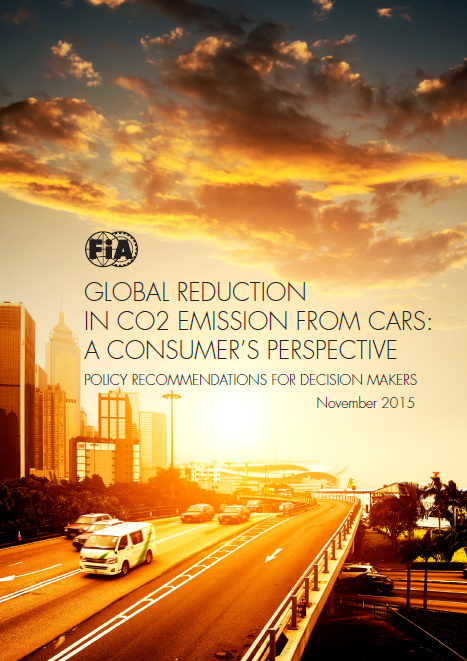 FiA
GLOBAL REDUCTION
IN CO2 EMISSION FROM CARS:
A CONSUMER'S PERSPECTIVE
POLICY RECOMMENDATIONS FOR DECISION MAKERS
November 2015